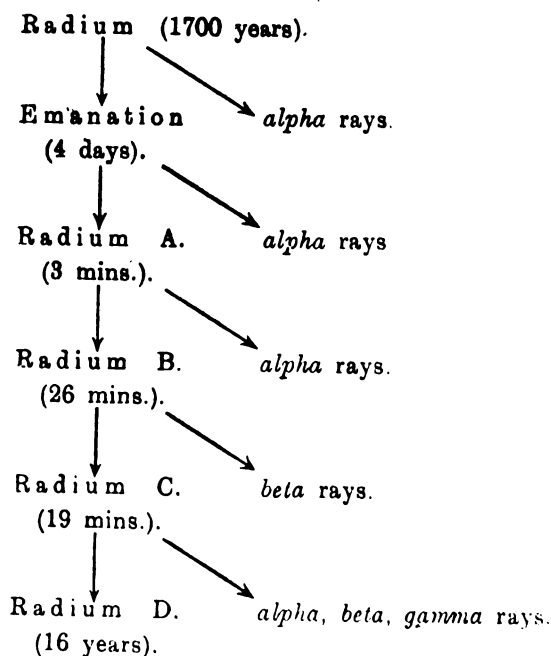 Radium (1700 years).
Emanation alpha rays.
(4 days).
Radium A. alpha rays
(3 mins.).
Radium B. alpha rays.
(26 mins.).
Radium C. beta rays.
(19 mins.).
Radium D. alpha, beta, gamma rays.
(16 years).